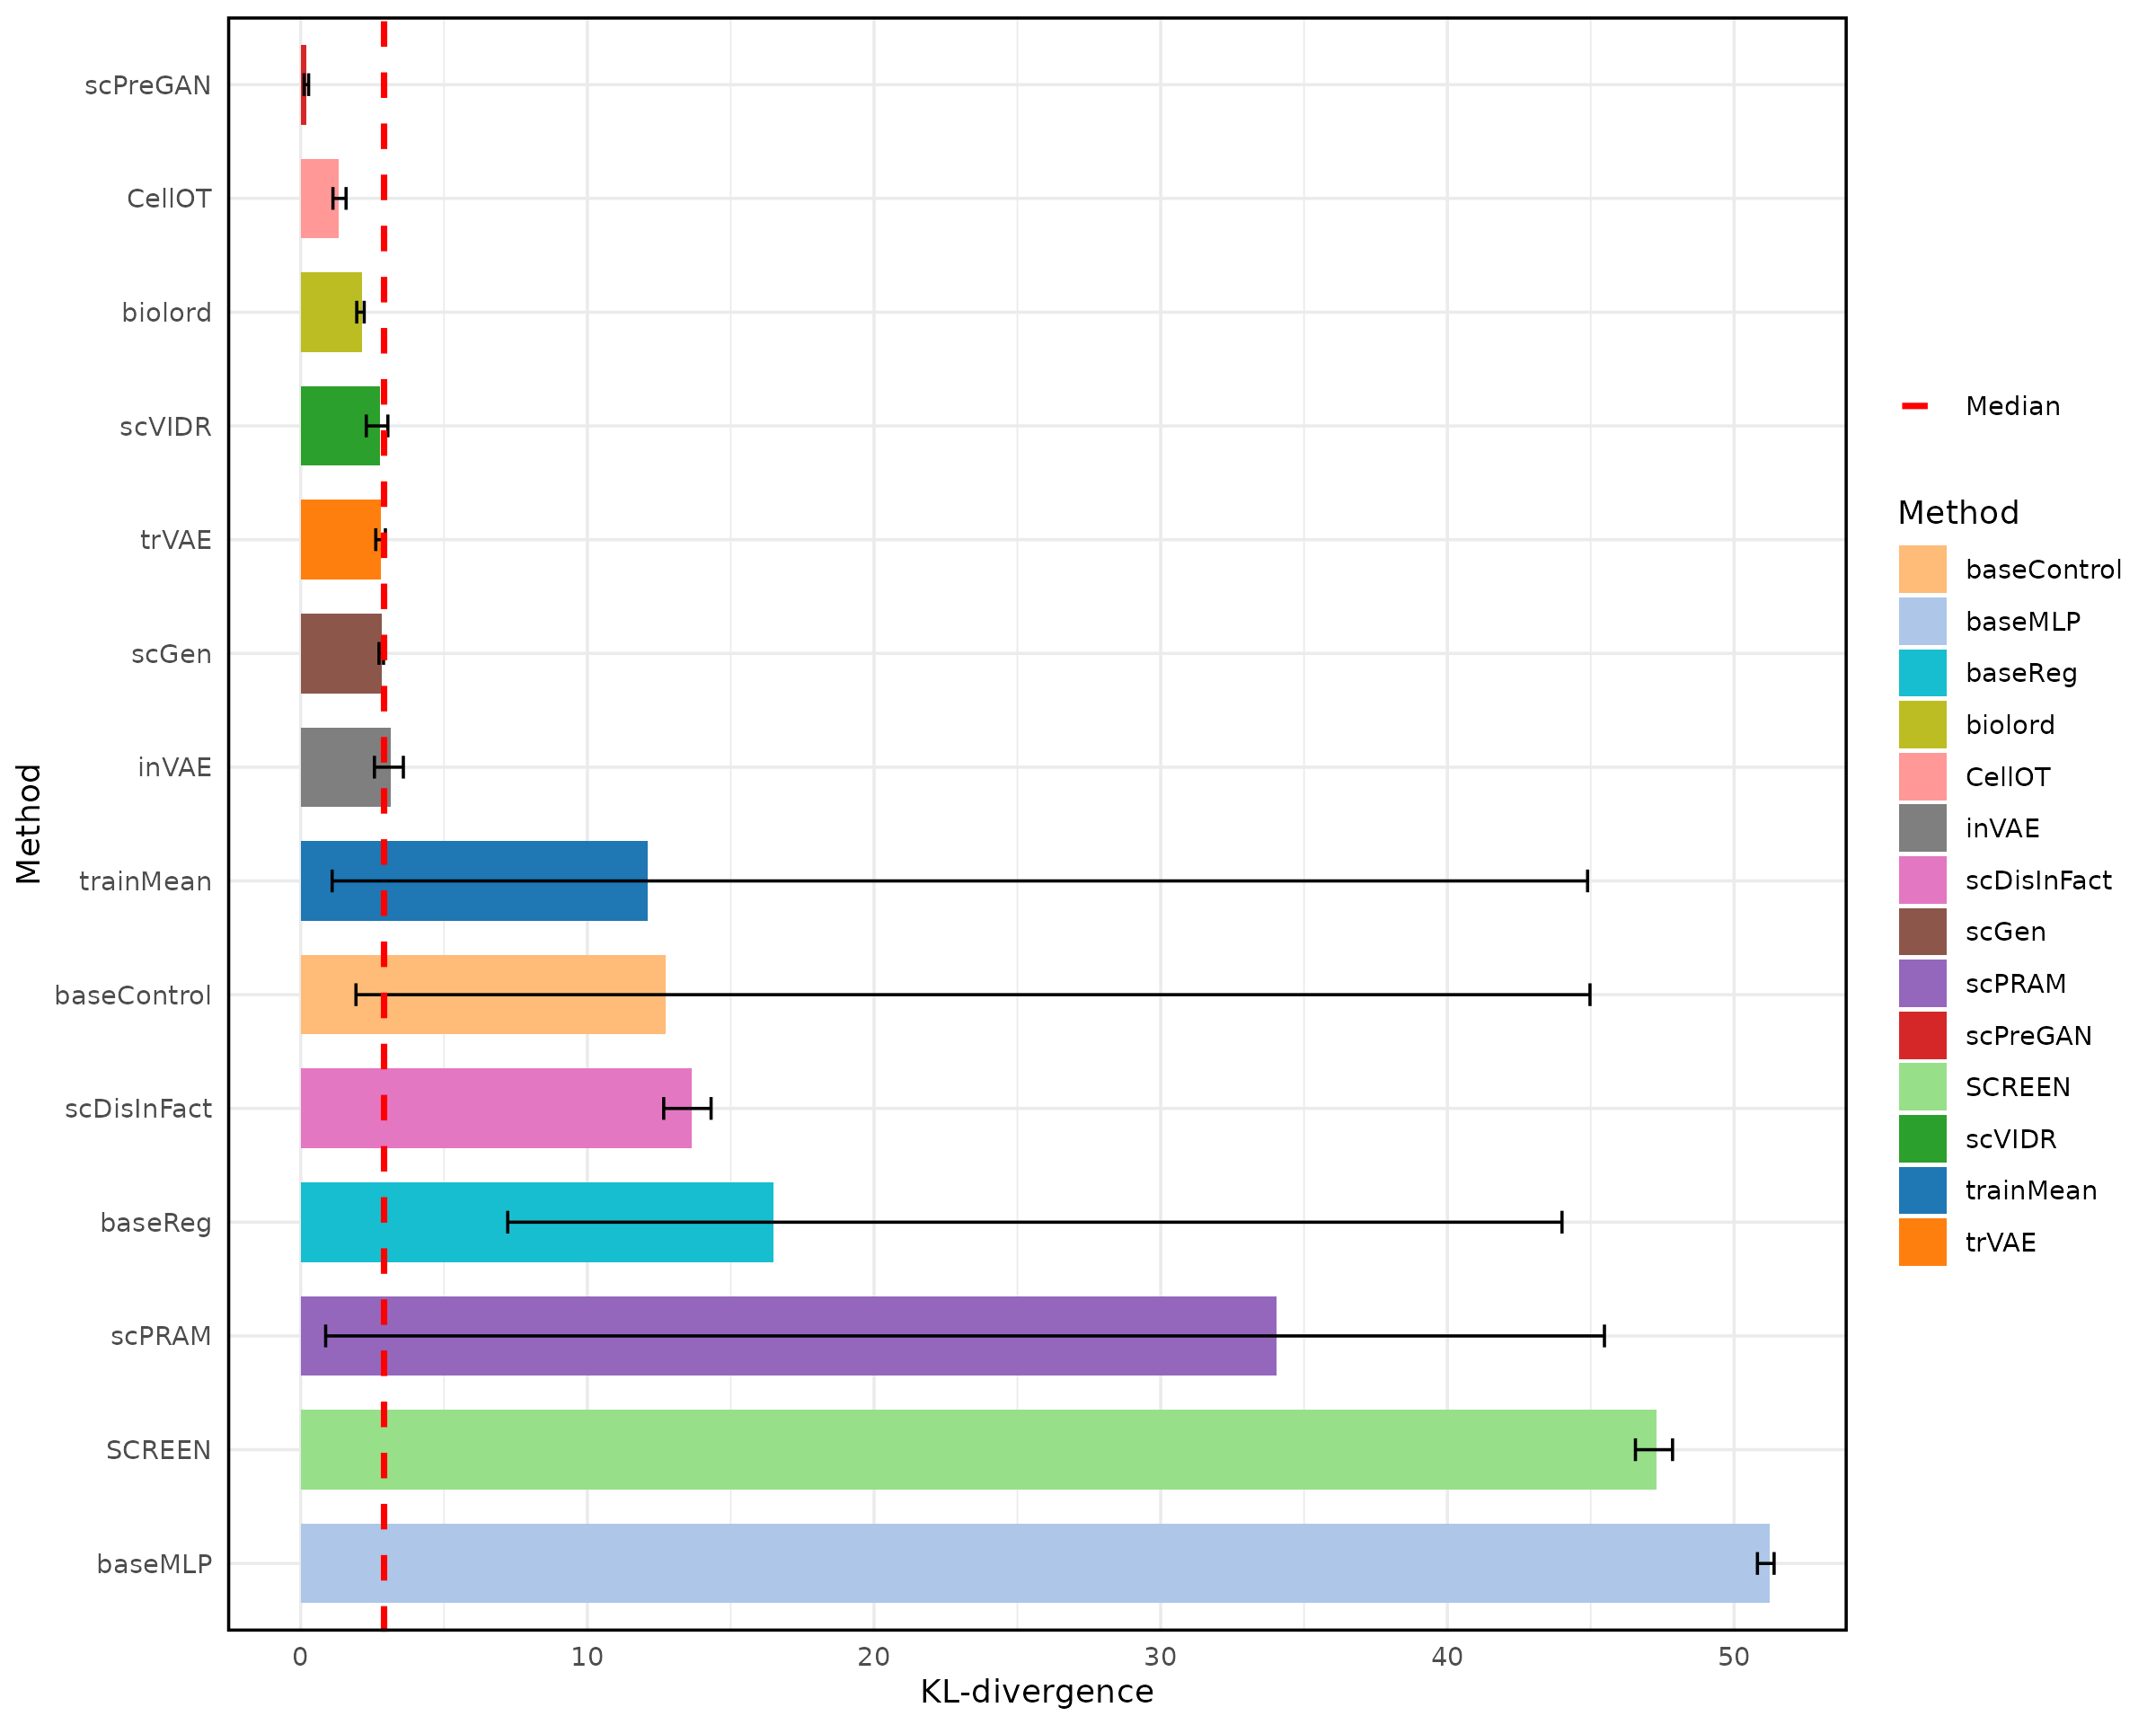 scPreGAN
CellOT
biolord
scVIDR
trVAE
scGen
inVAE
trainMean
baseControl
scDisInFact
baseReg
scPRAM
SCREEN
baseMLP
Method
0 10 20 30 40 50
KL-divergence
Median
Method
baseControl
baseMLP
baseReg
biolord
CellOT
inVAE
scDisInFact
scGen
scPRAM
scPreGAN
SCREEN
scVIDR
trainMean
trVAE